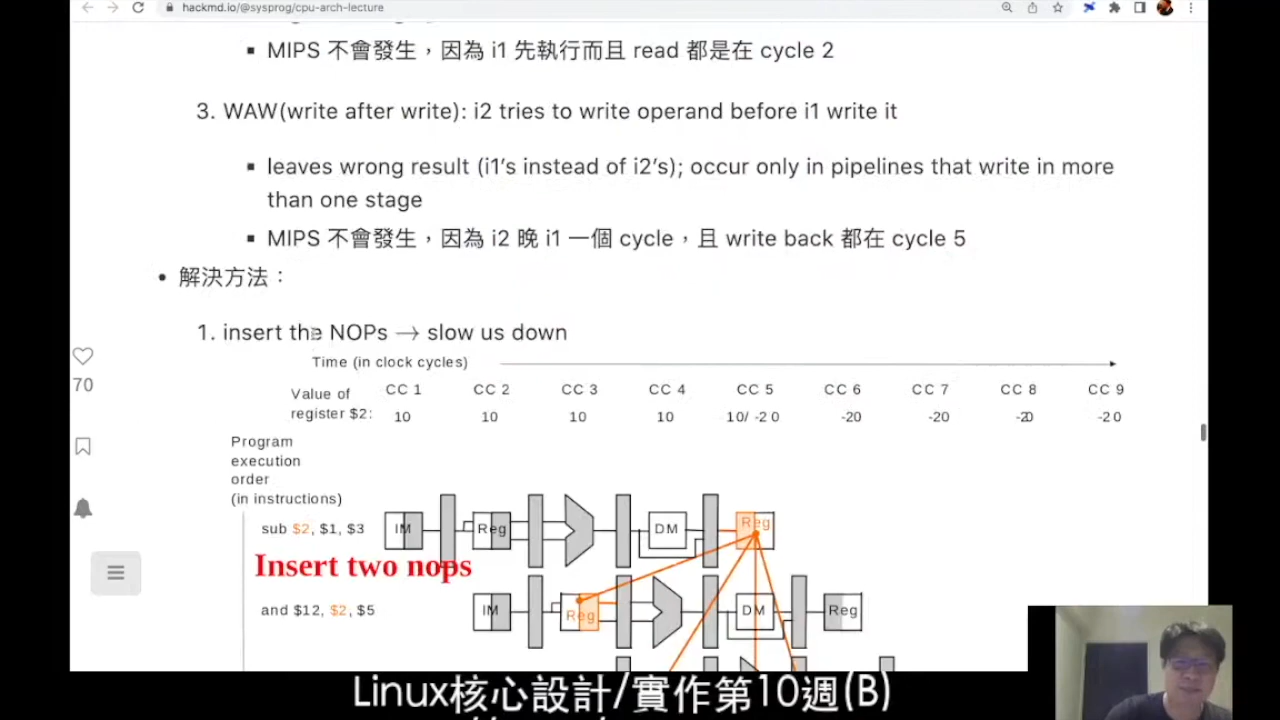 hackmd.io/@sysprog/cpu-arch-lecture
▪ MIPS 不會發生，因為 i1 先執行而且 read 都是在 cycle 2
3. WAW(write after write): i2 tries to write operand before i1 write it
▪ leaves wrong result (i1's instead of i2's); occur only in pipelines that write in more
than one stage
▪ MIPS 不會發生，因為 i2 晚 i1 一個 cycle，且 write back 都在 cycle 5
• 解決方法：
1. insert the NOPs → slow us down
Time (in clock cycles)
Value of register $2:
CC 1 CC 2 CC 3 CC 4 CC 5 CC 6 CC 7 CC 8 CC 9
10 10 10 10 10/ -20 -20 -20 -20 -20
70
Program
execution
order
(in instructions)
sub $2, $1, $3 IM Reg DM Reg
Insert two nops
and $12, $2, $5 IM Reg DM Reg
Linux核心設計/實作第10週(B)